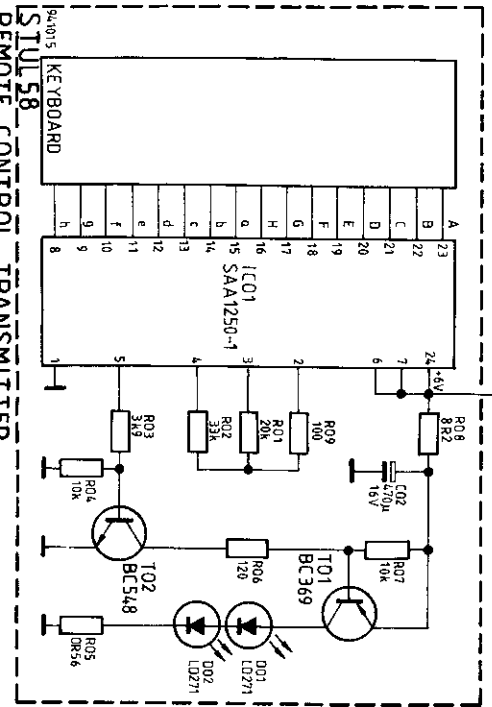 941015
KEYBOARD
STUL 58
REMOTE CONTROL TRANSMITTER
A
B
C
D
E
F
G
H
a
b
c
d
e
f
g
h
23
22
21
20
19
18
17
16
15
14
13
12
11
10
9
8
IC01
SAA1250-1
24
+6V
7
6
2
3
4
5
1
R08
8R2
C02
470µ
16V
R09
100
R01
20k
R02
33k
R03
3k9
R04
10k
R07
10k
T01
BC369
R06
120
T02
BC548
D01
LD271
D02
LD271
R05
0R56